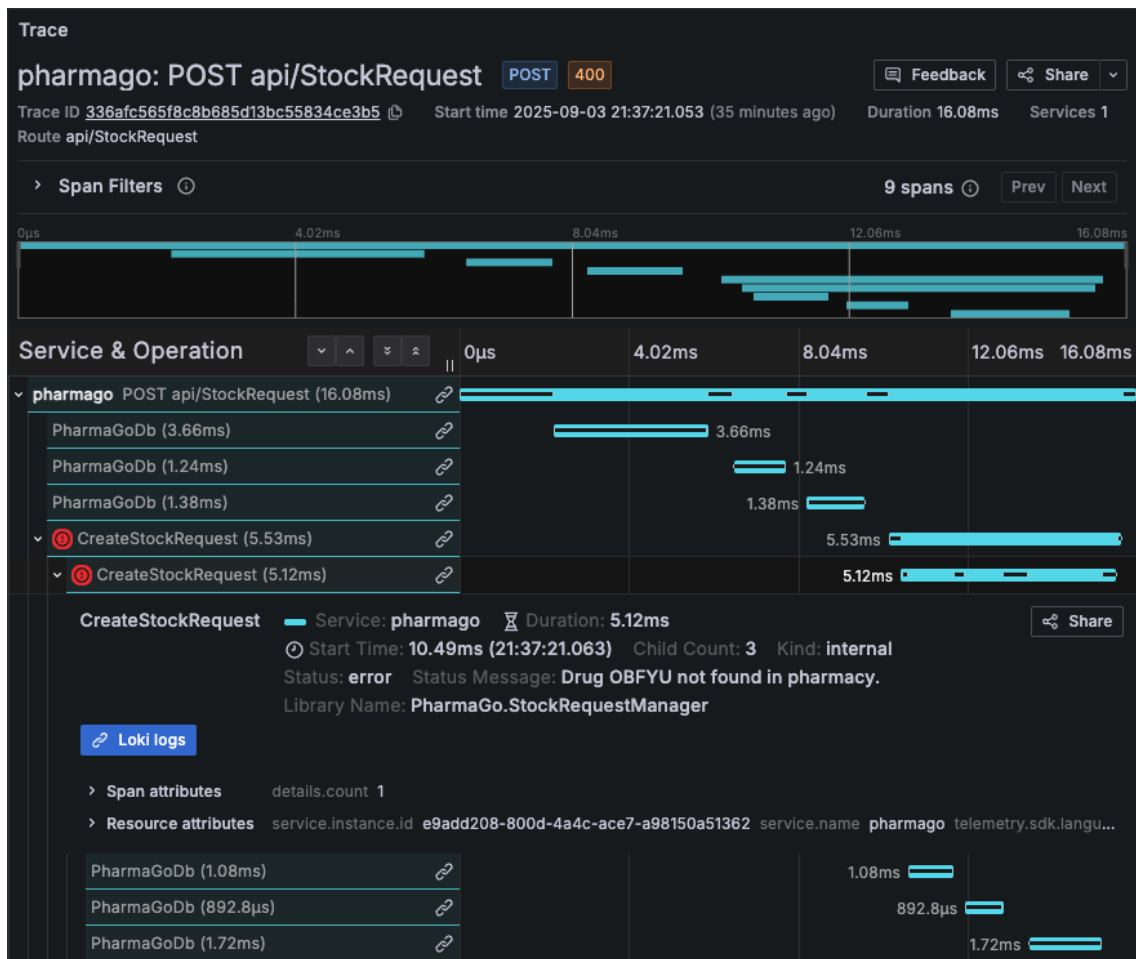 Trace
pharmago: POST api/StockRequest POST 400 Feedback Share
Trace ID 336afc565f8c8b685d13bc55834ce3b5 Start time 2025-09-03 21:37:21.053 (35 minutes ago) Duration 16.08ms Services 1
Route api/StockRequest
Span Filters 9 spans Prev Next
0µs 4.02ms 8.04ms 12.06ms 16.08ms
Service & Operation 0µs 4.02ms 8.04ms 12.06ms 16.08ms
pharmago POST api/StockRequest (16.08ms)
PharmaGoDb (3.66ms) 3.66ms
PharmaGoDb (1.24ms) 1.24ms
PharmaGoDb (1.38ms) 1.38ms
CreateStockRequest (5.53ms) 5.53ms
CreateStockRequest (5.12ms) 5.12ms
CreateStockRequest Service: pharmago Duration: 5.12ms Share
Start Time: 10.49ms (21:37:21.063) Child Count: 3 Kind: internal
Status: error Status Message: Drug OBFYU not found in pharmacy.
Library Name: PharmaGo.StockRequestManager
Loki logs
Span attributes details.count 1
Resource attributes service.instance.id e9add208-800d-4a4c-ace7-a98150a51362 service.name pharmago telemetry.sdk.langu...
PharmaGoDb (1.08ms) 1.08ms
PharmaGoDb (892.8µs) 892.8µs
PharmaGoDb (1.72ms) 1.72ms